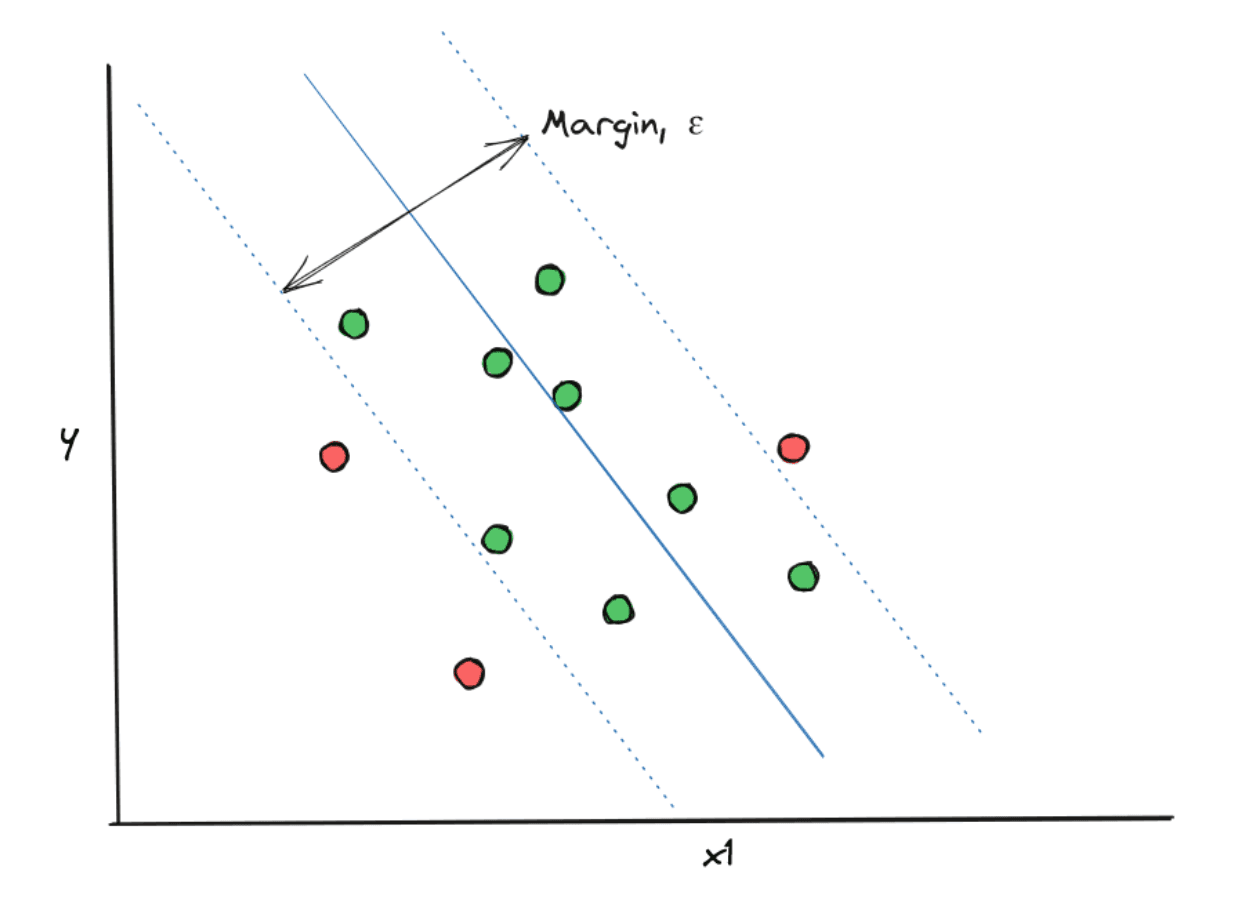 Margin, ε
y
x1